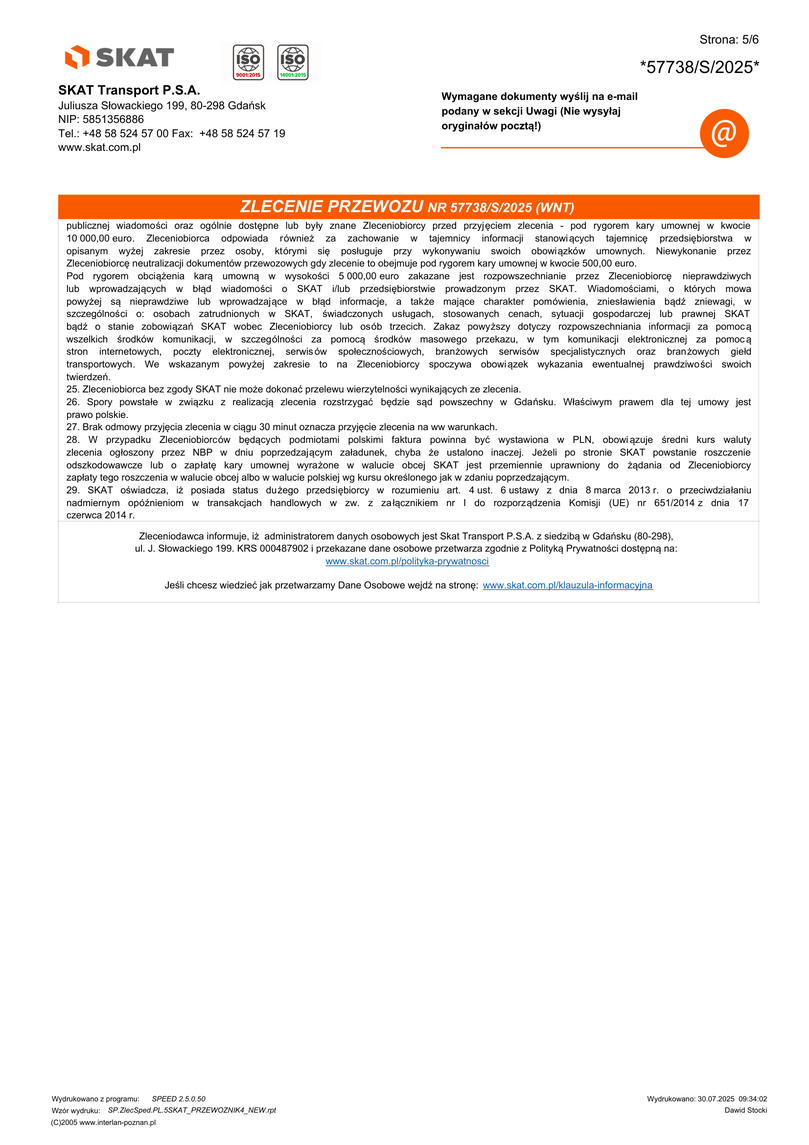 Strona: 5/6
SKAT
ISO
9001:2015
ISO
14001:2015
*57738/S/2025*
SKAT Transport P.S.A.
Juliusza Słowackiego 199, 80-298 Gdańsk
NIP: 5851356886
Tel.: +48 58 524 57 00 Fax: +48 58 524 57 19
www.skat.com.pl
Wymagane dokumenty wyślij na e-mail
podany w sekcji Uwagi (Nie wysyłaj
oryginałów pocztą!)
@
ZLECENIE PRZEWOZU NR 57738/S/2025 (WNT)
publicznej wiadomości oraz ogólnie dostępne lub były znane Zleceniobiorcy przed przyjęciem zlecenia - pod rygorem kary umownej w kwocie
10 000,00 euro. Zleceniobiorca odpowiada również za zachowanie w tajemnicy informacji stanowiących tajemnicę przedsiębiorstwa w
opisanym wyżej zakresie przez osoby, którymi się posługuje przy wykonywaniu swoich obowiązków umownych. Niewykonanie przez
Zleceniobiorcę neutralizacji dokumentów przewozowych gdy zlecenie to obejmuje pod rygorem kary umownej w kwocie 500,00 euro.
Pod rygorem obciążenia karą umowną w wysokości 5 000,00 euro zakazane jest rozpowszechnianie przez Zleceniobiorcę nieprawdziwych
lub wprowadzających w błąd wiadomości o SKAT i/lub przedsiębiorstwie prowadzonym przez SKAT. Wiadomościami, o których mowa
powyżej są nieprawdziwe lub wprowadzające w błąd informacje, a także mające charakter pomówienia, zniesławienia bądź zniewagi, w
szczególności o: osobach zatrudnionych w SKAT, świadczonych usługach, stosowanych cenach, sytuacji gospodarczej lub prawnej SKAT
bądź o stanie zobowiązań SKAT wobec Zleceniobiorcy lub osób trzecich. Zakaz powyższy dotyczy rozpowszechniania informacji za pomocą
wszelkich środków komunikacji, w szczególności za pomocą środków masowego przekazu, w tym komunikacji elektronicznej za pomocą
stron internetowych, poczty elektronicznej, serwisów społecznościowych, branżowych serwisów specjalistycznych oraz branżowych giełd
transportowych. We wskazanym powyżej zakresie to na Zleceniobiorcy spoczywa obowiązek wykazania ewentualnej prawdziwości swoich
twierdzeń.
25. Zleceniobiorca bez zgody SKAT nie może dokonać przelewu wierzytelności wynikających ze zlecenia.
26. Spory powstałe w związku z realizacją zlecenia rozstrzygać będzie sąd powszechny w Gdańsku. Właściwym prawem dla tej umowy jest
prawo polskie.
27. Brak odmowy przyjęcia zlecenia w ciągu 30 minut oznacza przyjęcie zlecenia na ww warunkach.
28. W przypadku Zleceniobiorców będących podmiotami polskimi faktura powinna być wystawiona w PLN, obowiązuje średni kurs waluty
zlecenia ogłoszony przez NBP w dniu poprzedzającym załadunek, chyba że ustalono inaczej. Jeżeli po stronie SKAT powstanie roszczenie
odszkodowawcze lub o zapłatę kary umownej wyrażone w walucie obcej SKAT jest przemiennie uprawniony do żądania od Zleceniobiorcy
zapłaty tego roszczenia w walucie obcej albo w walucie polskiej wg kursu określonego jak w zdaniu poprzedzającym.
29. SKAT oświadcza, iż posiada status dużego przedsiębiorcy w rozumieniu art. 4 ust. 6 ustawy z dnia 8 marca 2013 r. o przeciwdziałaniu
nadmiernym opóźnieniom w transakcjach handlowych w zw. z załącznikiem nr I do rozporządzenia Komisji (UE) nr 651/2014 z dnia 17
czerwca 2014 r.
Zleceniodawca informuje, iż administratorem danych osobowych jest Skat Transport P.S.A. z siedzibą w Gdańsku (80-298),
ul. J. Słowackiego 199. KRS 000487902 i przekazane dane osobowe przetwarza zgodnie z Polityką Prywatności dostępną na:
www.skat.com.pl/polityka-prywatnosci
Jeśli chcesz wiedzieć jak przetwarzamy Dane Osobowe wejdź na stronę: www.skat.com.pl/klauzula-informacyjna
Wydrukowano z programu: SPEED 2.5.0.50
Wzór wydruku: SP.ZlecSped.PL.5SKAT_PRZEWOZNIK4_NEW.rpt
(C)2005 www.interlan-poznan.pl
Wydrukowano: 30.07.2025 09:34:02
Dawid Stocki